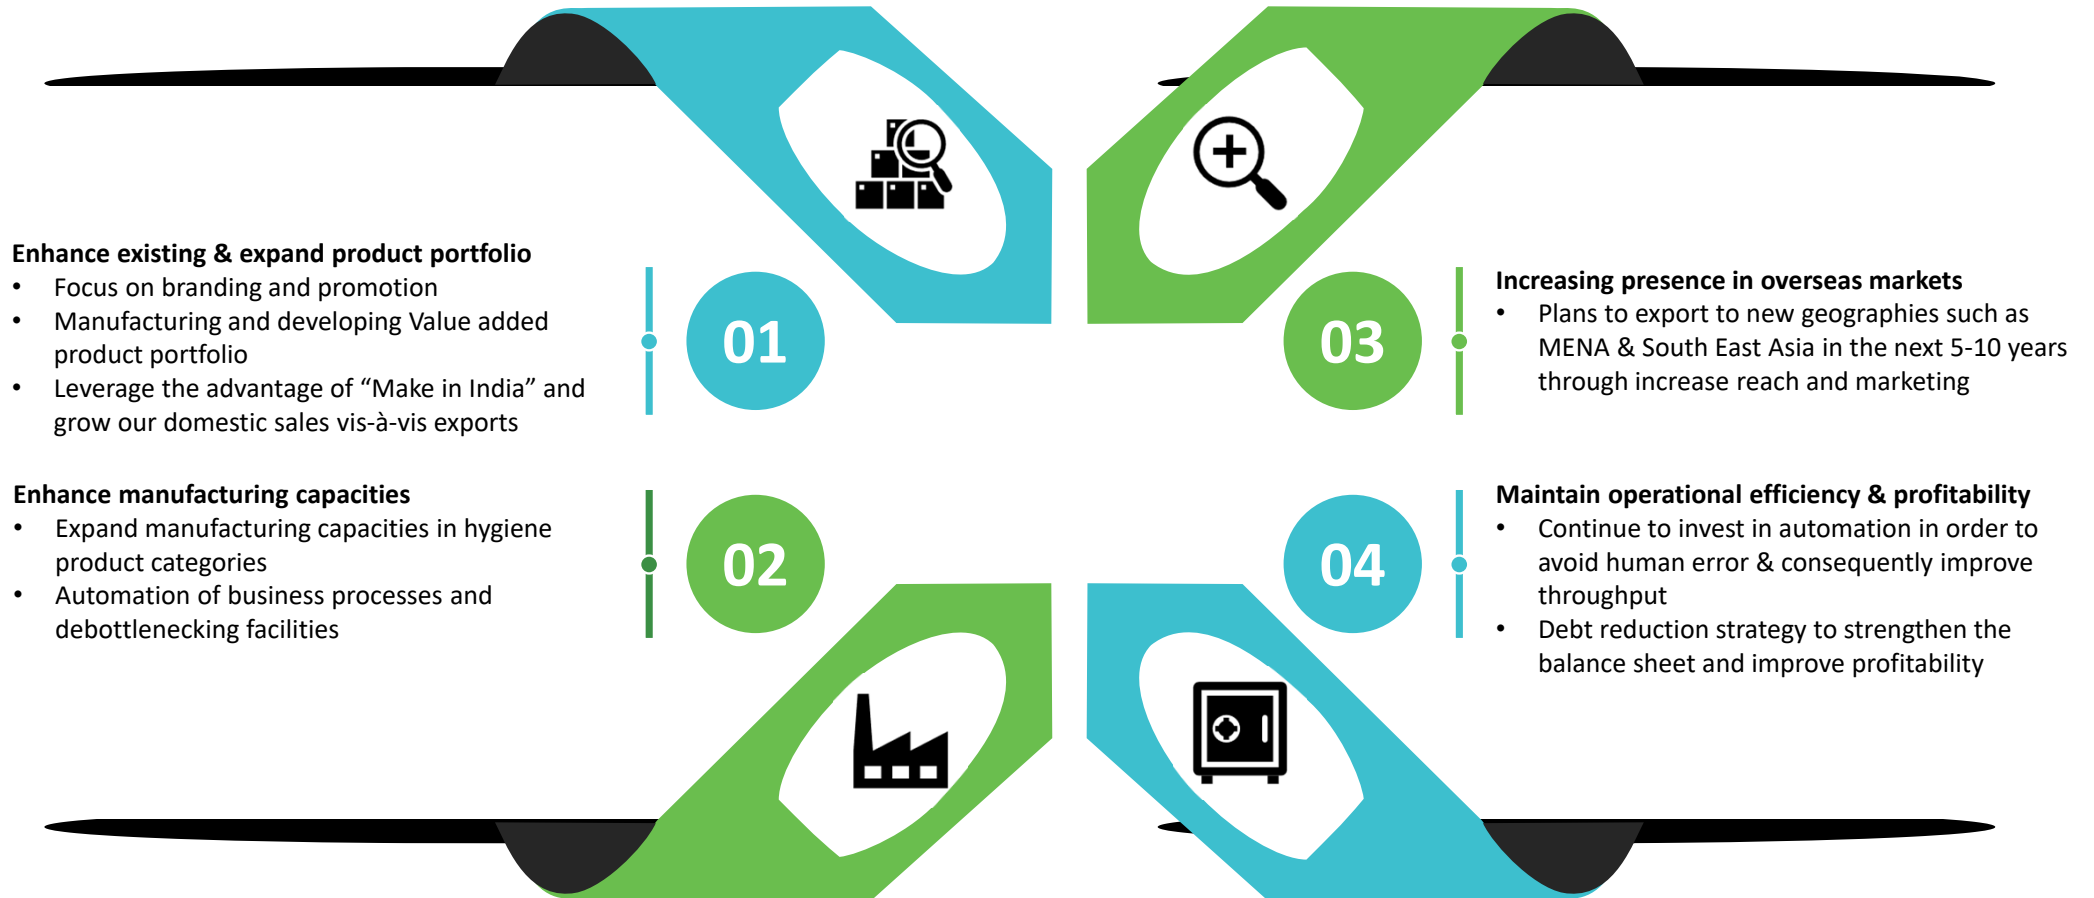 Enhance existing & expand product portfolio
• Focus on branding and promotion
• Manufacturing and developing Value added
product portfolio
• Leverage the advantage of “Make in India” and
grow our domestic sales vis-à-vis exports
01
Enhance manufacturing capacities
• Expand manufacturing capacities in hygiene
product categories
• Automation of business processes and
debottlenecking facilities
02
03
Increasing presence in overseas markets
• Plans to export to new geographies such as
MENA & South East Asia in the next 5-10 years
through increase reach and marketing
04
Maintain operational efficiency & profitability
• Continue to invest in automation in order to
avoid human error & consequently improve
throughput
• Debt reduction strategy to strengthen the
balance sheet and improve profitability